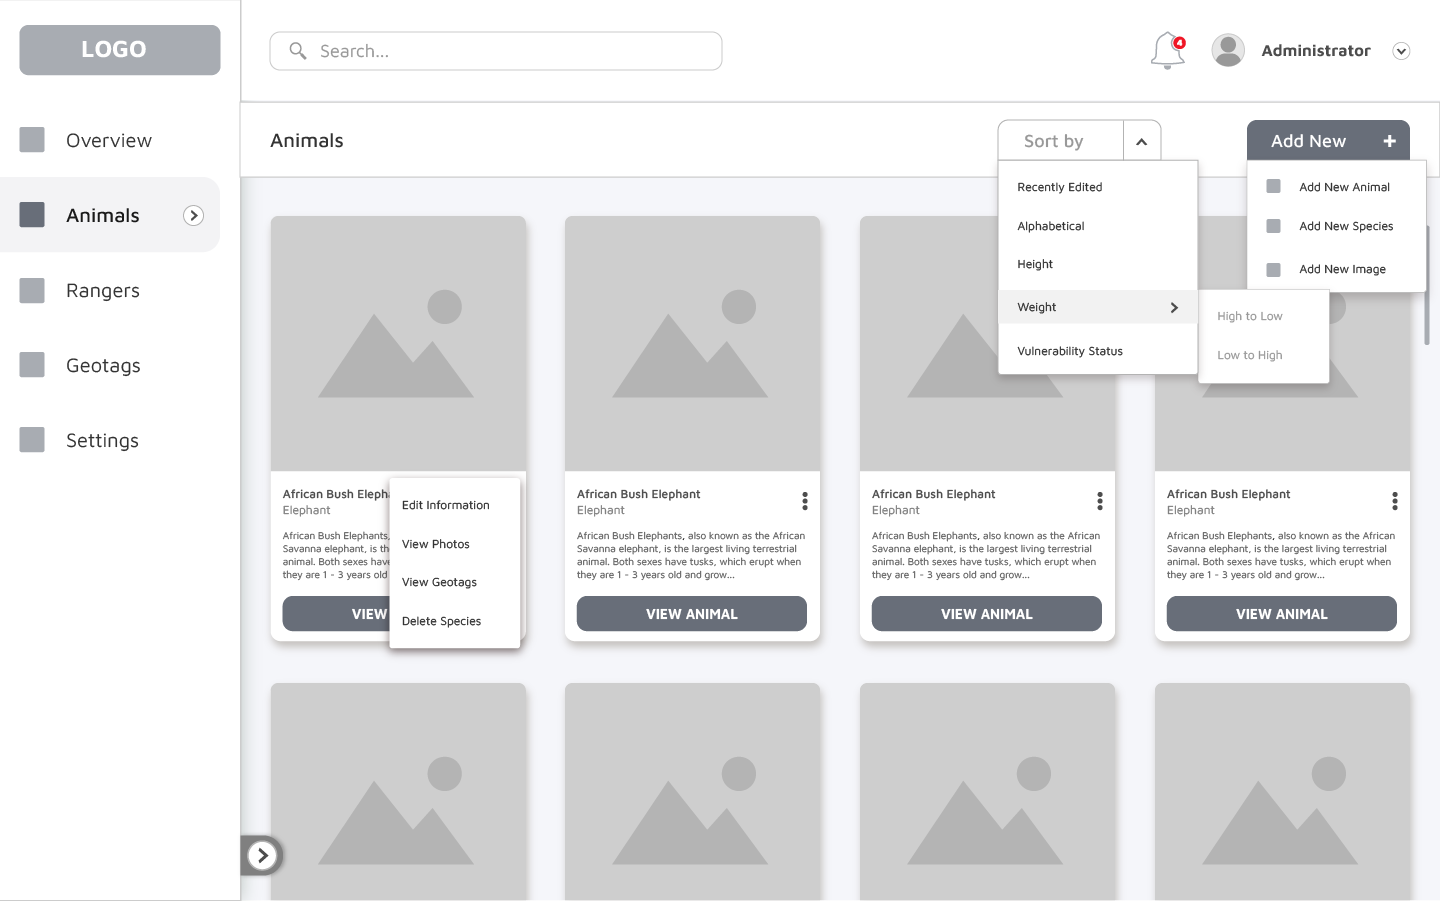 LOGO
Search...
4
Administrator
Overview
Animals
Rangers
Geotags
Settings
Animals
Sort by
Add New
Recently Edited
Alphabetical
Height
Weight
Vulnerability Status
High to Low
Low to High
Add New Animal
Add New Species
Add New Image
African Bush Eleph
Elephant
African Bush Elephants,
Savanna elephant, is th
animal. Both sexes have
they are 1 - 3 years old
VIEW
Edit Information
View Photos
View Geotags
Delete Species
African Bush Elephant
Elephant
African Bush Elephants, also known as the African
Savanna elephant, is the largest living terrestrial
animal. Both sexes have tusks, which erupt when
they are 1 - 3 years old and grow...
VIEW ANIMAL
African Bush Elephant
Elephant
African Bush Elephants, also known as the African
Savanna elephant, is the largest living terrestrial
animal. Both sexes have tusks, which erupt when
they are 1 - 3 years old and grow...
VIEW ANIMAL
African Bush Elephant
Elephant
African Bush Elephants, also known as the African
Savanna elephant, is the largest living terrestrial
animal. Both sexes have tusks, which erupt when
they are 1 - 3 years old and grow...
VIEW ANIMAL